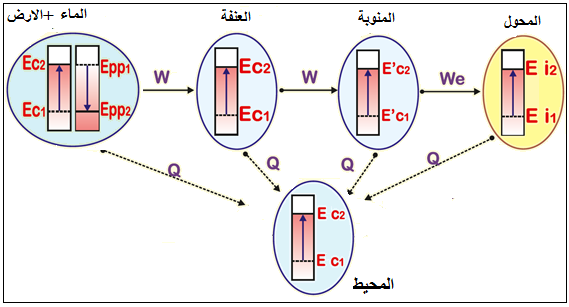 الماء +الارض
العنفة
المنوبة
المحول
Ec2 Epp1
Ec1 Epp2
W
Ec2
Ec1
W
E'c2
E'c1
We
E i2
E i1
Q
Q
Q
Q
E c2
E c1
المحيط